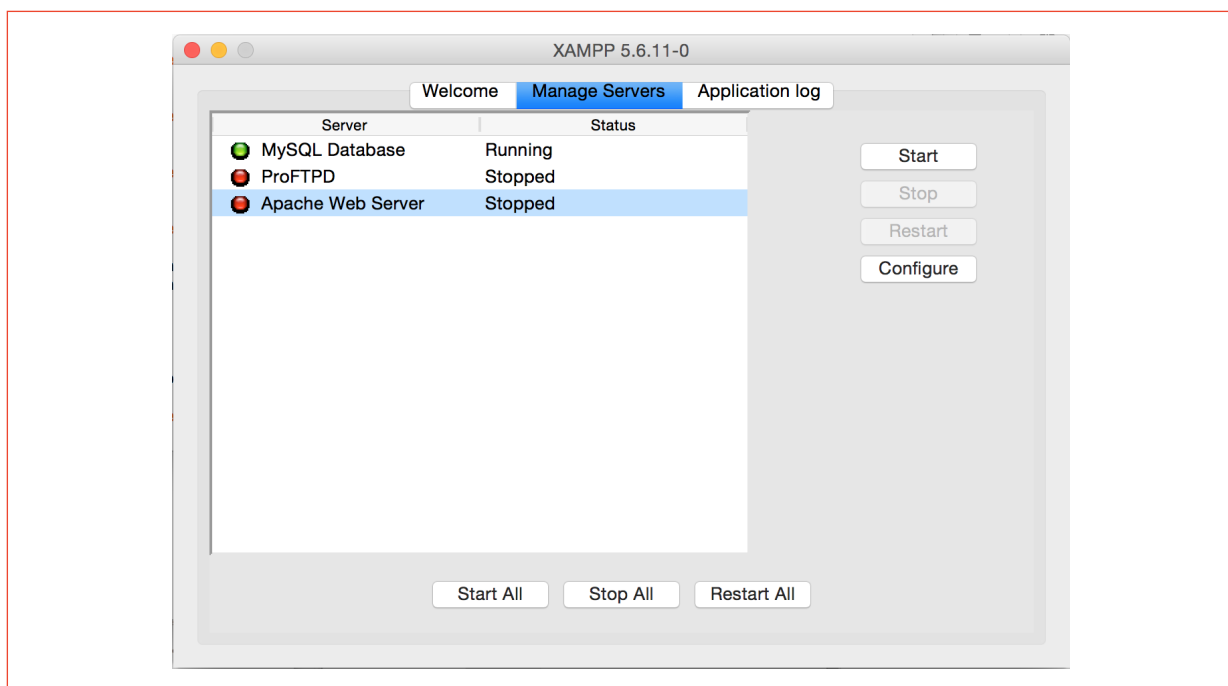 XAMPP 5.6.11-0
Welcome Manage Servers Application log
Server Status
MySQL Database Running
ProFTPD Stopped
Apache Web Server Stopped
Start
Stop
Restart
Configure
Start All Stop All Restart All